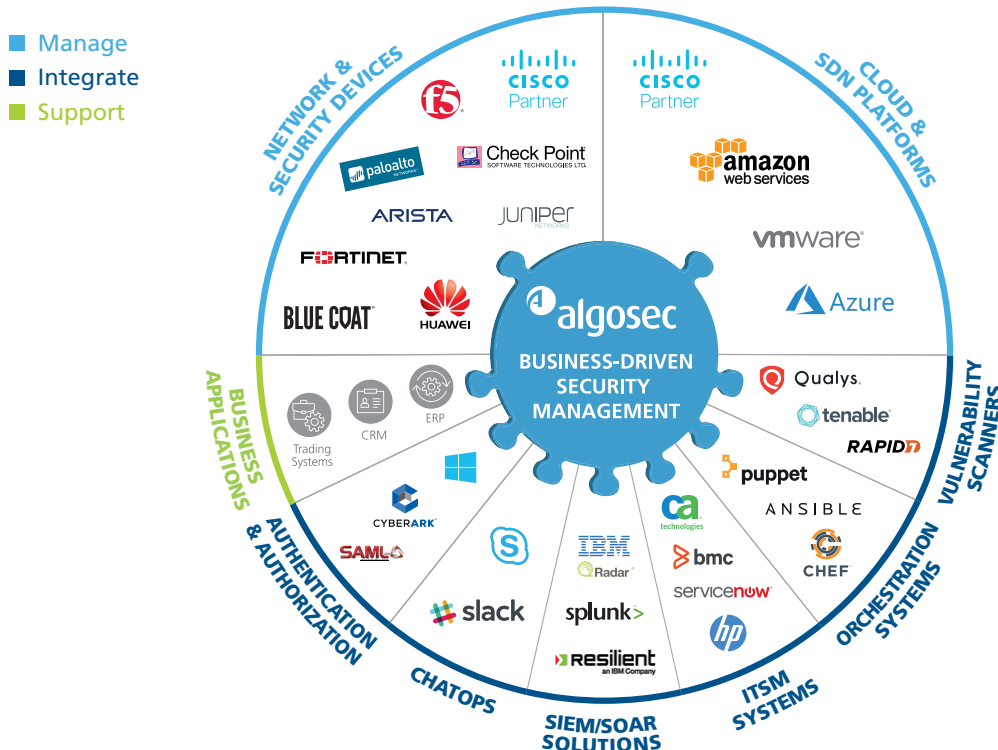 Manage
Integrate
Support
NETWORK &
SECURITY DEVICES
f5
CISCO
Partner
paloalto
NETWORKS
Check Point
SOFTWARE TECHNOLOGIES LTD.
ARISTA
JUNIPER
NETWORKS
FORTINET
BLUE COAT
HUAWEI
CLOUD &
SDN PLATFORMS
CISCO
Partner
amazon
web services
vmware
Azure
algosec
BUSINESS-DRIVEN
SECURITY
MANAGEMENT
VULNERABILITY
SCANNERS
Qualys.
tenable
RAPID7
ORCHESTRATION
SYSTEMS
puppet
ANSIBLE
CHEF
ITSM
SYSTEMS
ca
technologies
bmc
servicenow
hp
SIEM/SOAR
SOLUTIONS
IBM
QRadar
splunk>
Resilient
an IBM Company
CHATOPS
S
slack
AUTHENTICATION
& AUTHORIZATION
CYBERARK
SAML
BUSINESS
APPLICATIONS
Trading
Systems
CRM
ERP